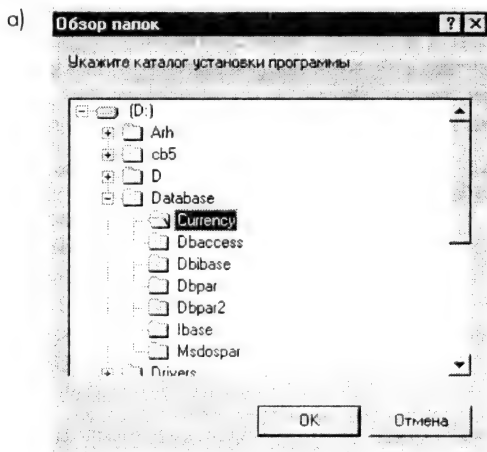 а)
Обзор папок
Укажите каталог установки программы
(D:)
Arh
cb5
D
Database
Currency
Dbaccess
Dbibase
Dbpar
Dbpar2
Ibase
Msdospar
Drivers
OK
Отмена